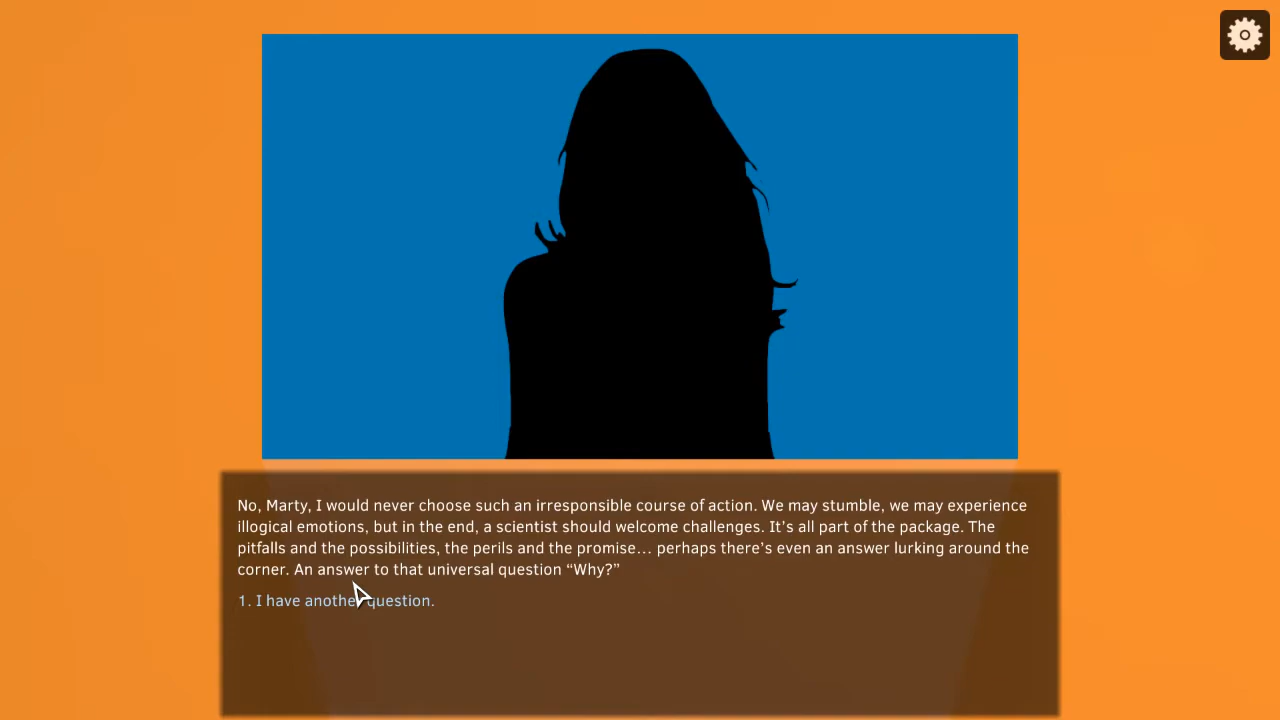 No, Marty, I would never choose such an irresponsible course of action. We may stumble, we may experience
illogical emotions, but in the end, a scientist should welcome challenges. It’s all part of the package. The
pitfalls and the possibilities, the perils and the promise… perhaps there’s even an answer lurking around the
corner. An answer to that universal question “Why?”
1. I have another question.